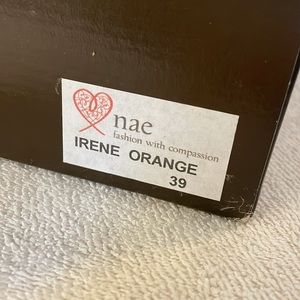 nae
fashion with compassion
IRENE ORANGE
39